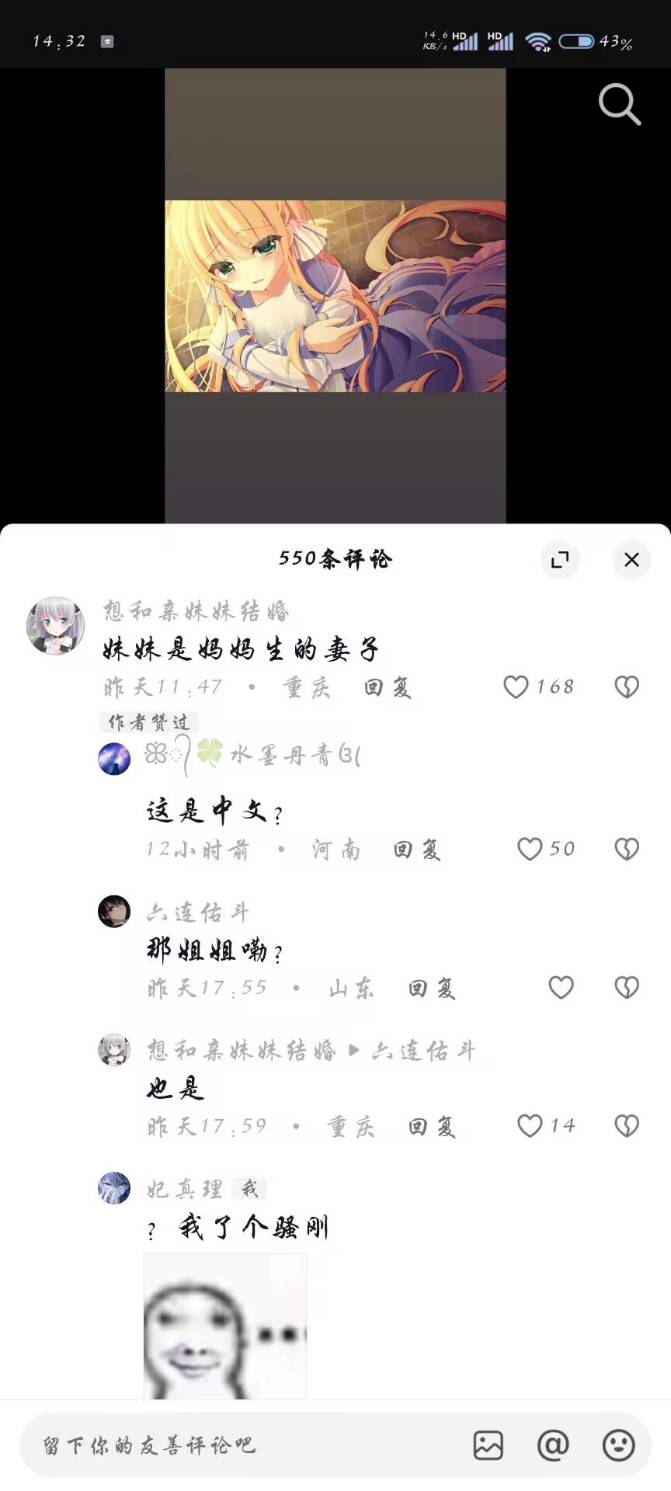 14:32
14.6 KB/s HD HD 43%
550条评论
想和亲妹妹结婚
妹妹是妈妈生的妻子
昨天11:47 · 重庆 回复 168
作者赞过
水墨丹青
这是中文?
12小时前 · 河南 回复 50
六连佑斗
那姐姐嘞?
昨天17:55 · 山东 回复
想和亲妹妹结婚 ▶ 六连佑斗
也是
昨天17:59 · 重庆 回复 14
妃真理 我
? 我了个骚刚
留下你的友善评论吧